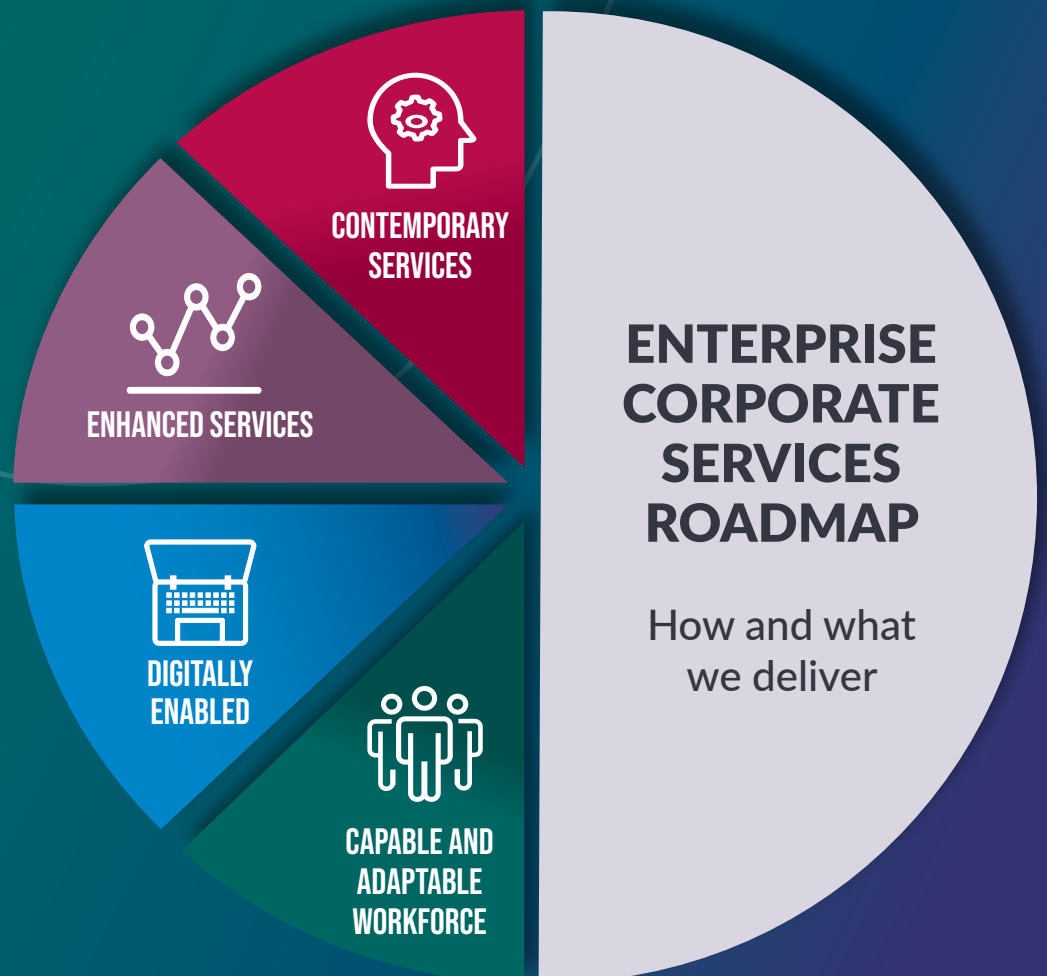 CONTEMPORARY
SERVICES
ENHANCED SERVICES
DIGITALLY
ENABLED
CAPABLE AND
ADAPTABLE
WORKFORCE
ENTERPRISE
CORPORATE
SERVICES
ROADMAP
How and what
we deliver